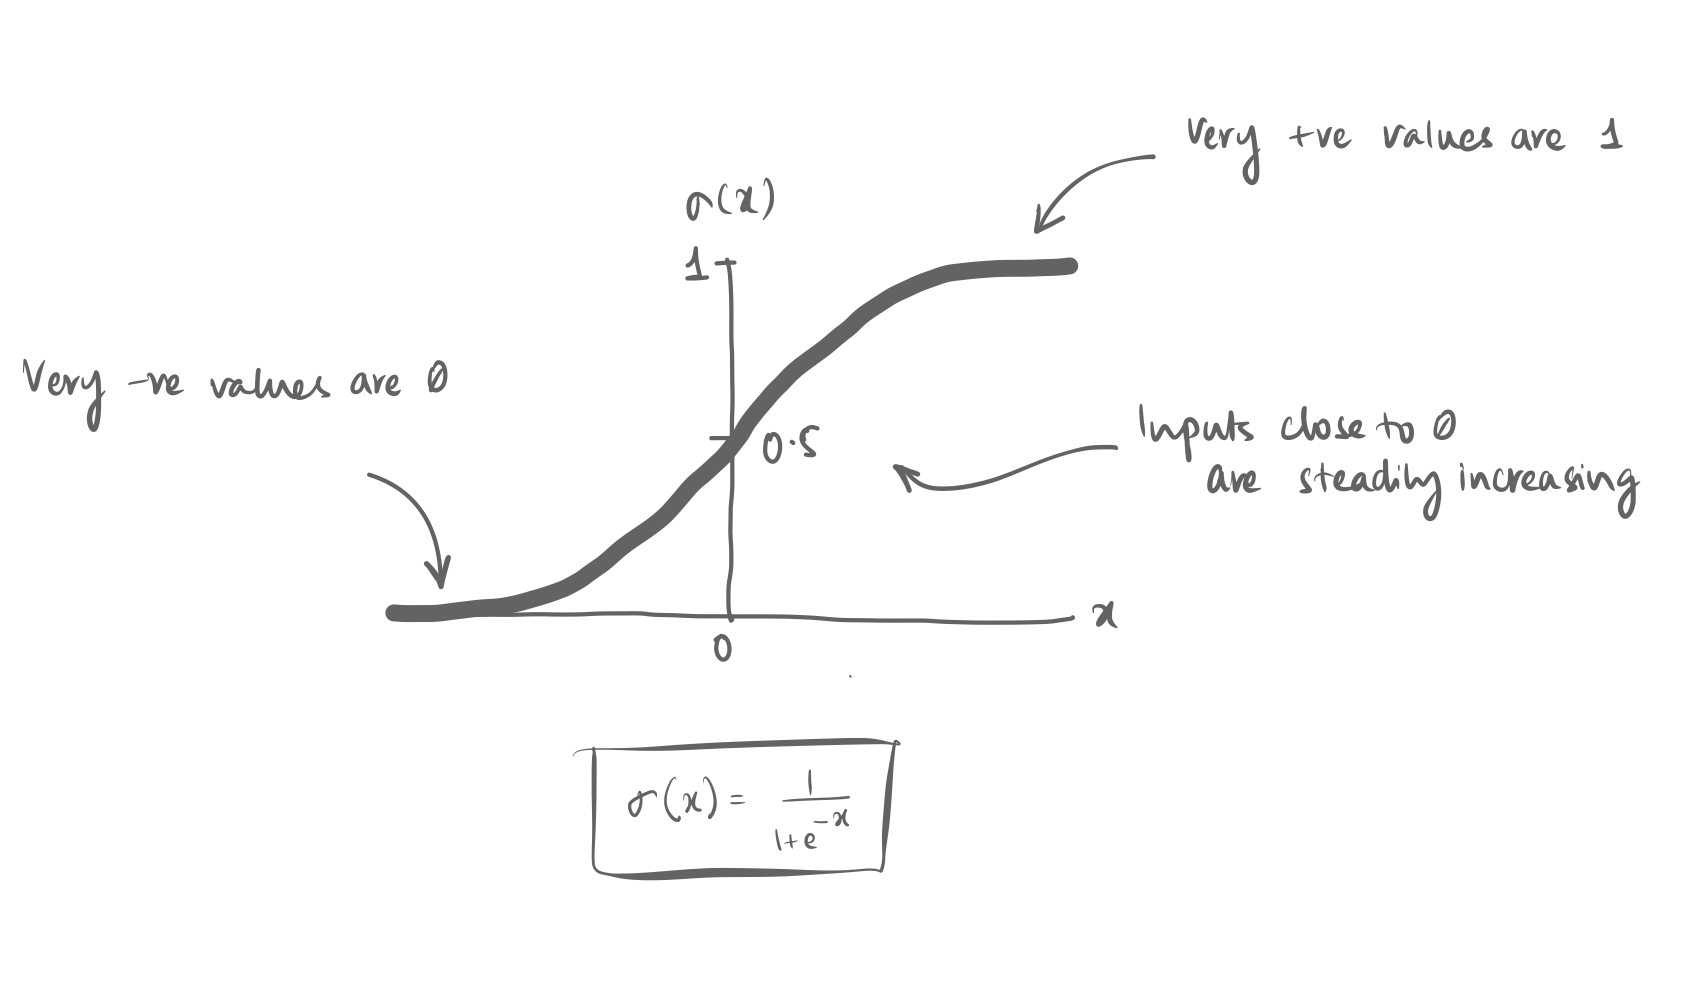 Very +ve values are 1
σ(x)
1
Very -ve values are 0
0.5
Inputs close to 0
are steadily increasing
x
0
σ(x) = 1/1+e^-x